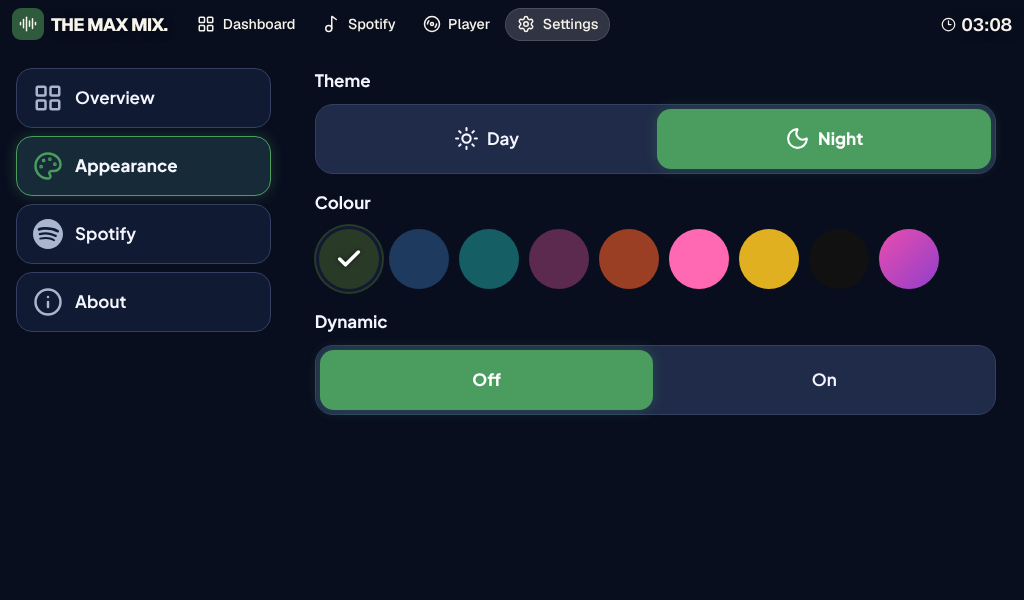 THE MAX MIX.
Dashboard
Spotify
Player
Settings
03:08
Overview
Appearance
Spotify
About
Theme
Day
Night
Colour
Dynamic
Off
On